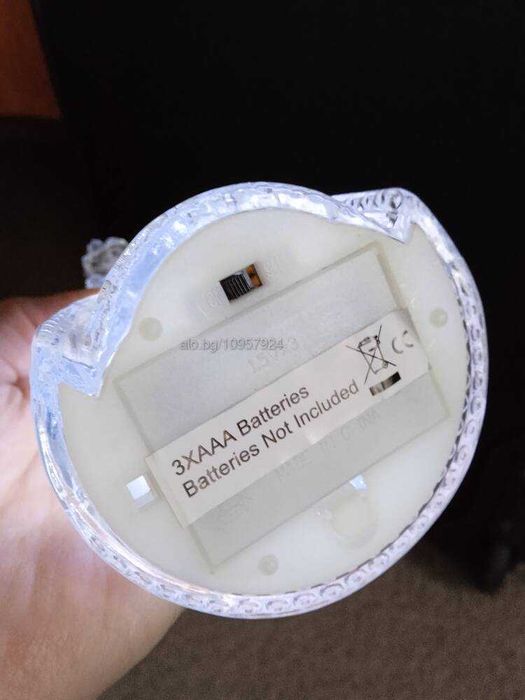 alo.bg/10957924
3XAAA Batteries
Batteries Not Included
CE